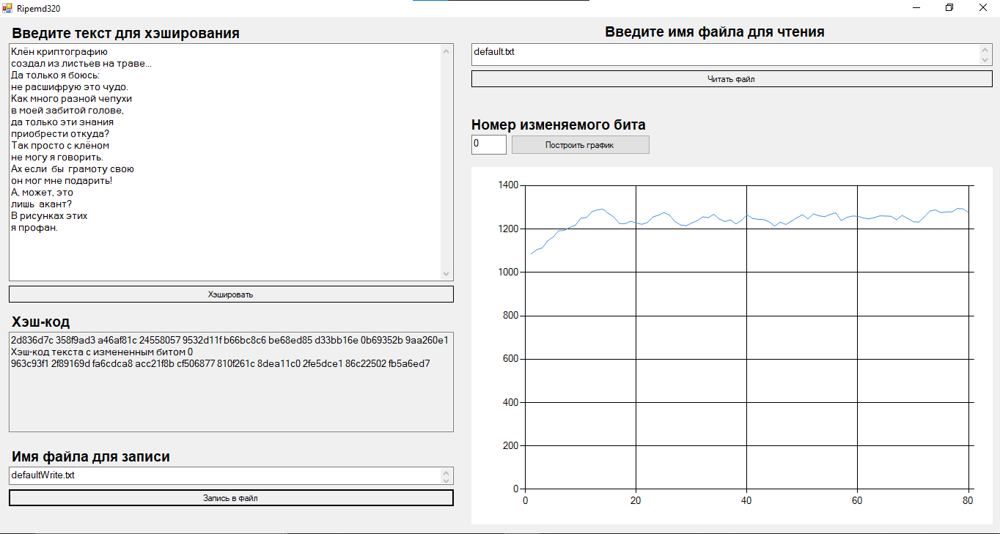 Ripemd320
Введите текст для хэширования
Клён криптографию
создал из листьев на траве...
Да только я боюсь:
не расшифрую это чудо.
Как много разной чепухи
в моей забитой голове,
да только эти знания
приобрести откуда?
Так просто с клёном
не могу я говорить.
Ах если  бы  грамоту свою
он мог мне подарить!
А, может, это
лишь  акант?
В рисунках этих
я профан.
Хэшировать
Хэш-код
2d836d7c 358f9ad3 a46af81c 24558057 9532d11f b66bc8c6 be68ed85 d33bb16e 0b69352b 9aa260e1
Хэш-код текста с измененным битом 0
963c93f1 2f89169d fa6cdca8 acc21f8b cf506877 810f261c 8dea11c0 2fe5dce1 86c22502 fb5a6ed7
Имя файла для записи
defaultWrite.txt
Запись в файл
Введите имя файла для чтения
default.txt
Читать файл
Номер изменяемого бита
0
Построить график
1400
1200
1000
800
600
400
200
0
0 20 40 60 80